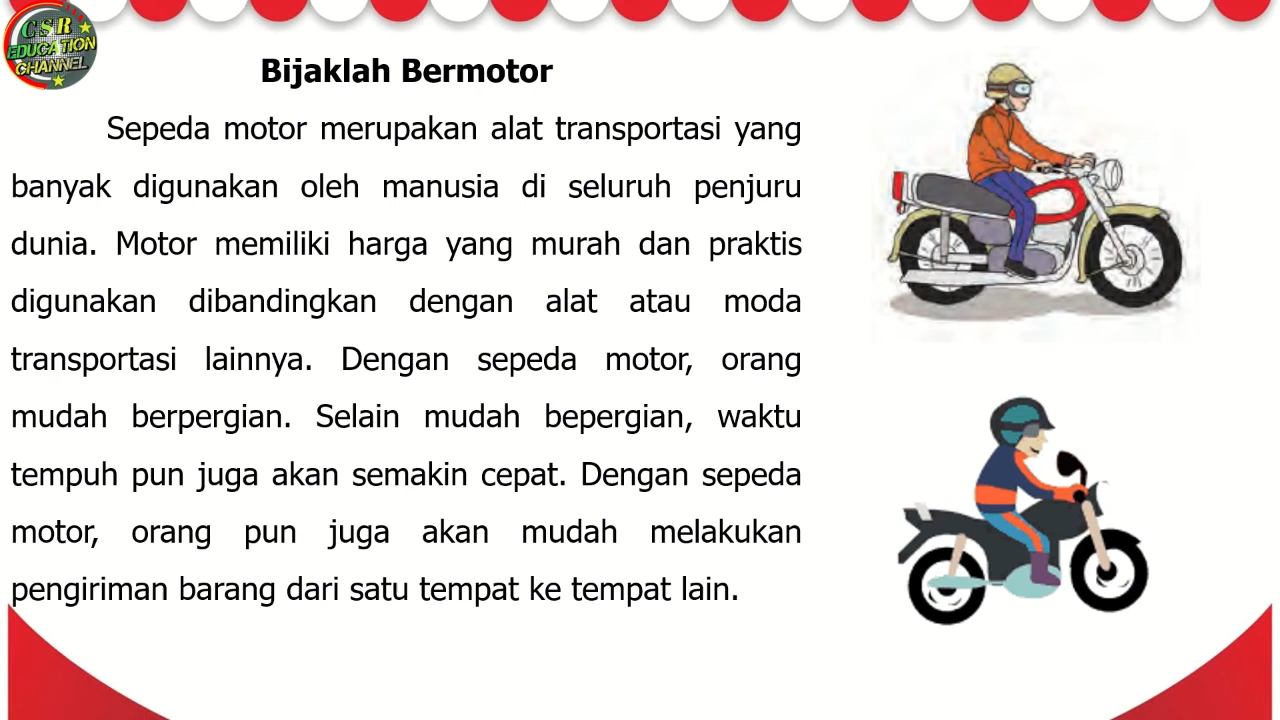 CSR
EDUCATION
CHANNEL
Bijaklah Bermotor
Sepeda motor merupakan alat transportasi yang
banyak digunakan oleh manusia di seluruh penjuru
dunia. Motor memiliki harga yang murah dan praktis
digunakan dibandingkan dengan alat atau moda
transportasi lainnya. Dengan sepeda motor, orang
mudah berpergian. Selain mudah bepergian, waktu
tempuh pun juga akan semakin cepat. Dengan sepeda
motor, orang pun juga akan mudah melakukan
pengiriman barang dari satu tempat ke tempat lain.